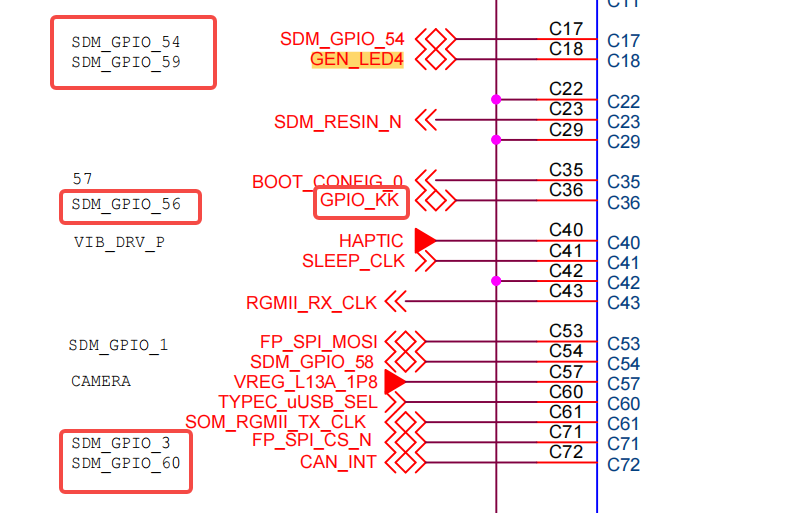 C11
SDM_GPIO_54 SDM_GPIO_54 C17 C17
SDM_GPIO_59 GEN_LED4 C18 C18
C22 C22
SDM_RESIN_N C23 C23
C29 C29
57 BOOT_CONFIG_0 C35 C35
SDM_GPIO_56 GPIO_KK C36 C36
VIB_DRV_P HAPTIC C40 C40
SLEEP_CLK C41 C41
C42 C42
RGMII_RX_CLK C43 C43
SDM_GPIO_1 FP_SPI_MOSI C53 C53
SDM_GPIO_58 C54 C54
CAMERA VREG_L13A_1P8 C57 C57
TYPEC_uUSB_SEL C60 C60
SOM_RGMII_TX_CLK C61 C61
SDM_GPIO_3 FP_SPI_CS_N C71 C71
SDM_GPIO_60 CAN_INT C72 C72